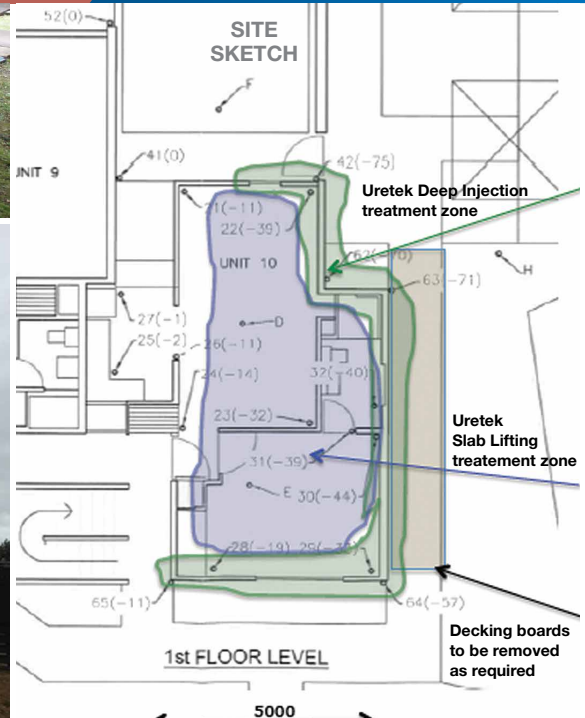 52(0)
SITE
SKETCH
F
UNIT 9
41(0)
42(-75)
Uretek Deep Injection
treatment zone
21(-11)
22(-39)
UNIT 10
62(-70)
63(-71)
H
27(-1)
D
25(-2)
26(-11)
24(-14)
32(-40)
23(-32)
Uretek
Slab Lifting
treatement zone
31(-39)
E
30(-44)
28(-19)
65(-11)
64(-57)
Decking boards
to be removed
as required
1st FLOOR LEVEL
5000